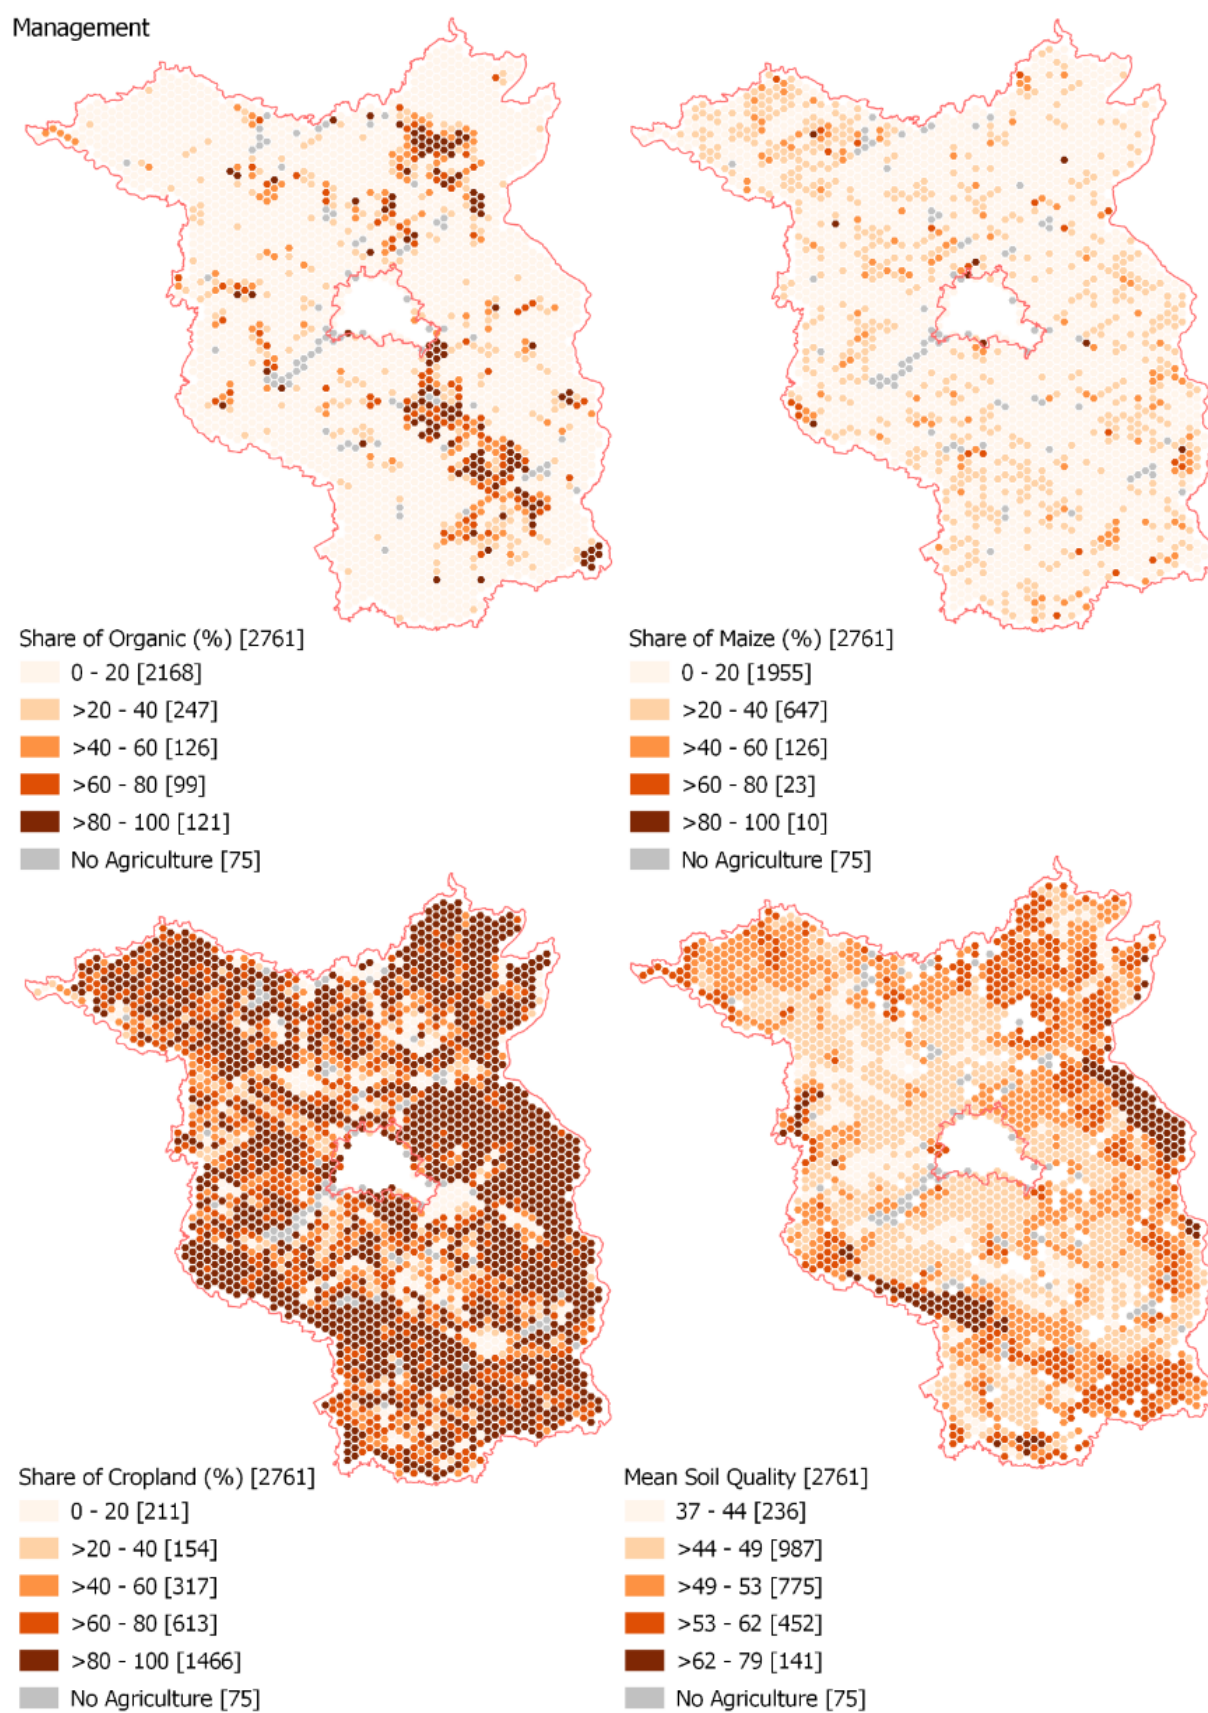 Management
Share of Organic (%) [2761]
0 - 20 [2168]
>20 - 40 [247]
>40 - 60 [126]
>60 - 80 [99]
>80 - 100 [121]
No Agriculture [75]
Share of Maize (%) [2761]
0 - 20 [1955]
>20 - 40 [647]
>40 - 60 [126]
>60 - 80 [23]
>80 - 100 [10]
No Agriculture [75]
Share of Cropland (%) [2761]
0 - 20 [211]
>20 - 40 [154]
>40 - 60 [317]
>60 - 80 [613]
>80 - 100 [1466]
No Agriculture [75]
Mean Soil Quality [2761]
37 - 44 [236]
>44 - 49 [987]
>49 - 53 [775]
>53 - 62 [452]
>62 - 79 [141]
No Agriculture [75]